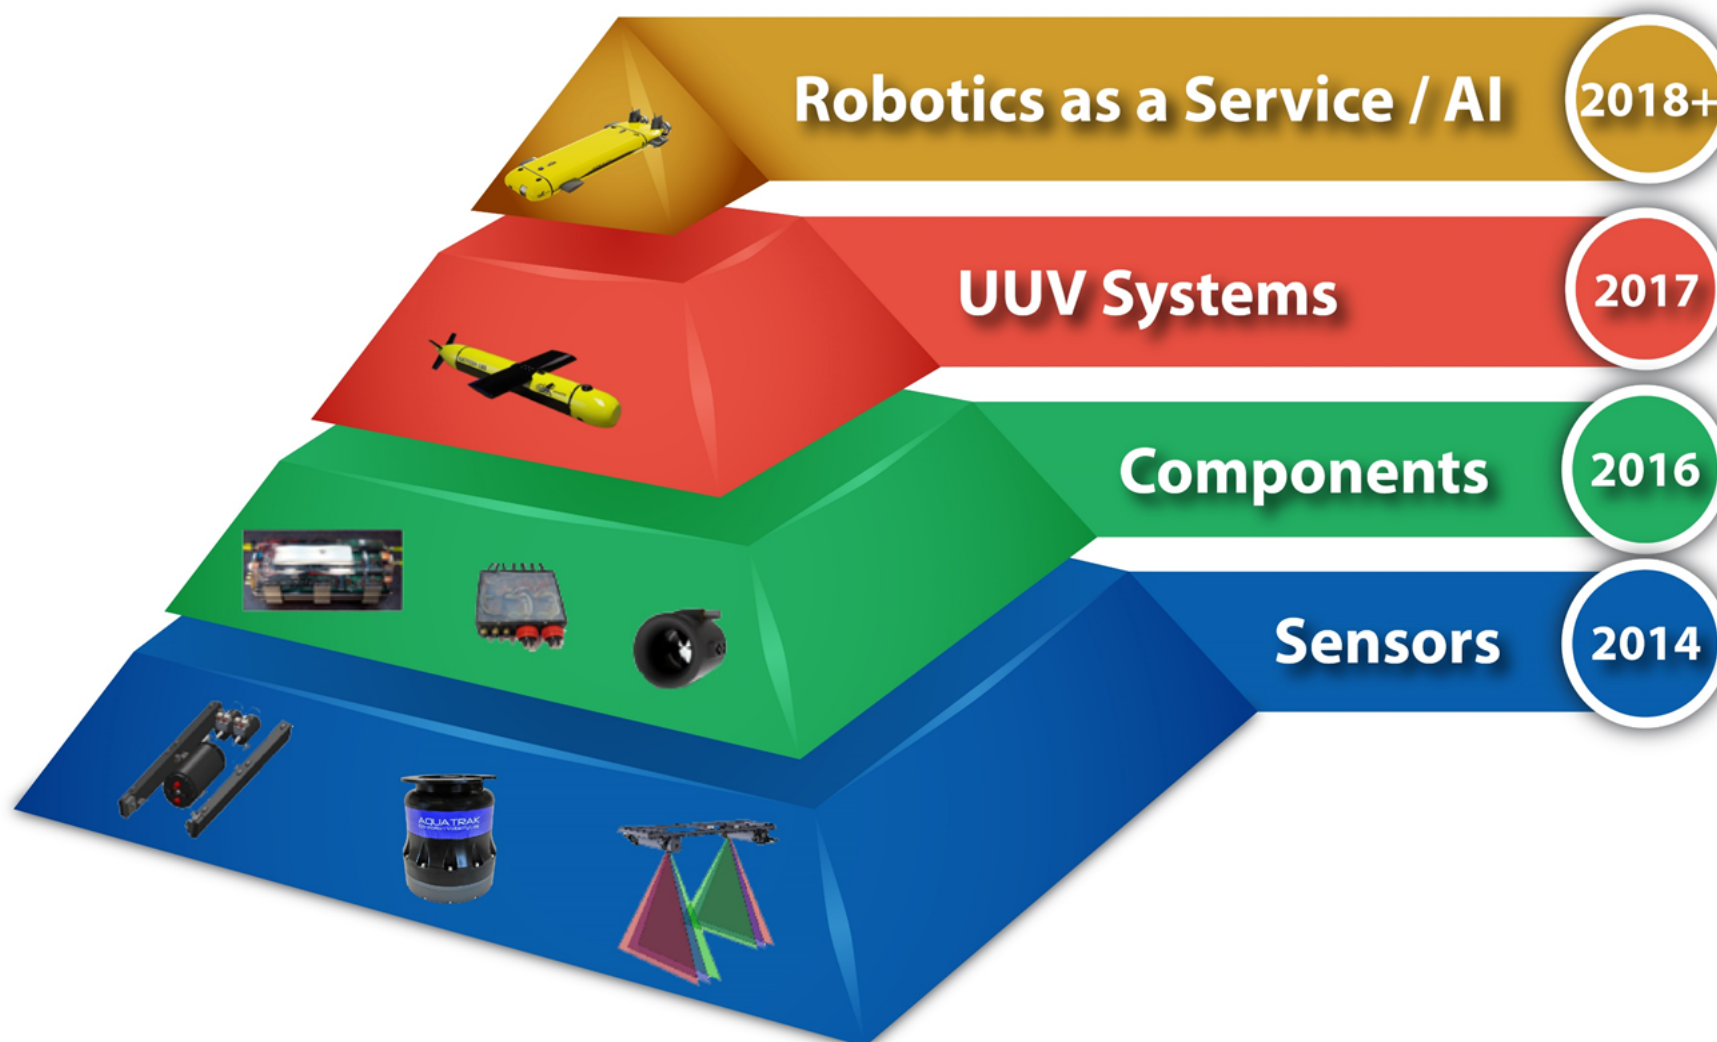 Robotics as a Service / AI
2018+
UUV Systems
2017
Components
2016
Sensors
2014
AQUATRAK